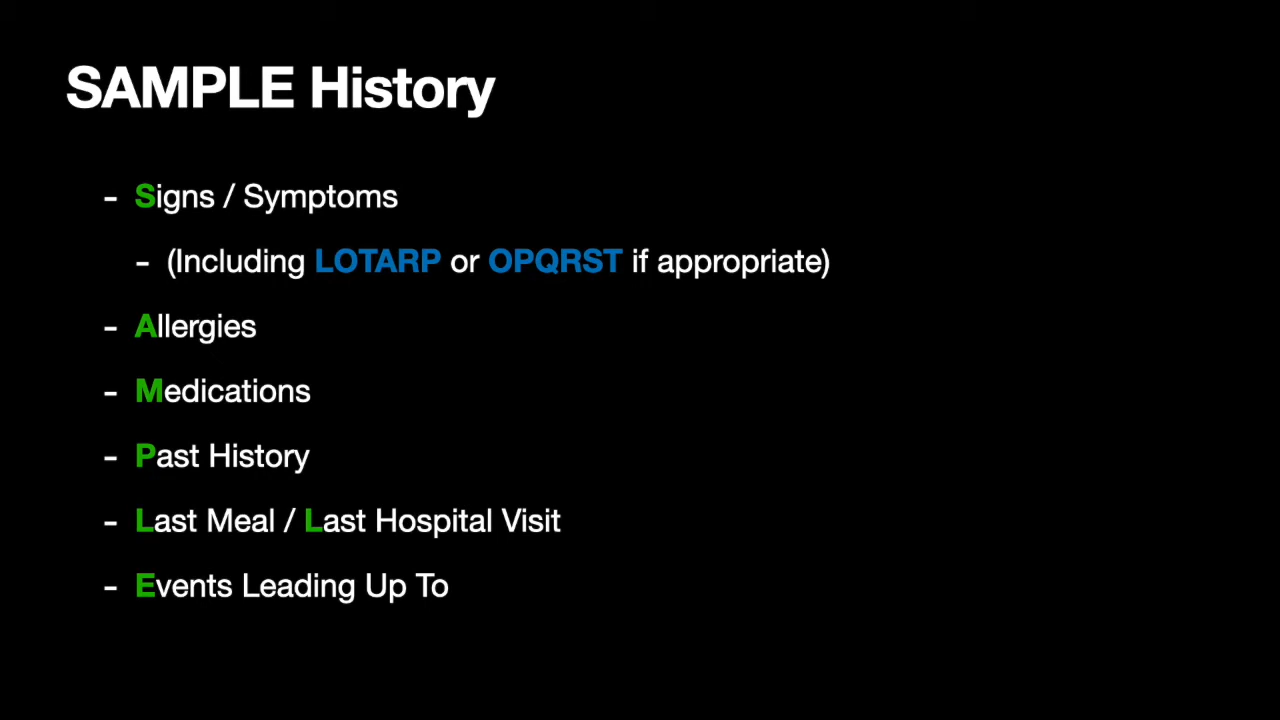 SAMPLE History
- Signs / Symptoms
- (Including LOTARP or OPQRST if appropriate)
- Allergies
- Medications
- Past History
- Last Meal / Last Hospital Visit
- Events Leading Up To